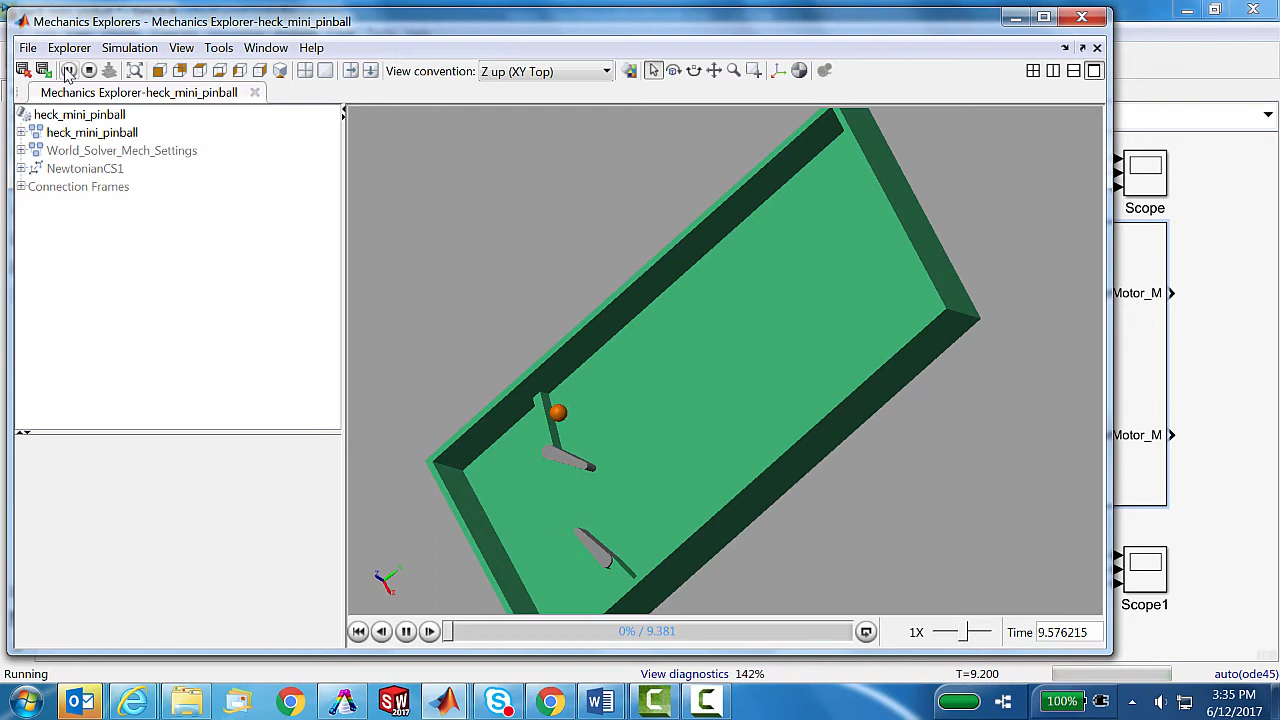 Mechanics Explorers - Mechanics Explorer-heck_mini_pinball
File Explorer Simulation View Tools Window Help
View convention: Z up (XY Top)
Mechanics Explorer-heck_mini_pinball
heck_mini_pinball
heck_mini_pinball
World_Solver_Mech_Settings
NewtonianCS1
Connection Frames
Scope
Motor_M
Motor_M
Scope1
0% / 9.381
1X
Time 9.576215
Running
View diagnostics 142%
T=9.200
auto(ode45)
SW
2017
100%
3:35 PM
6/12/2017